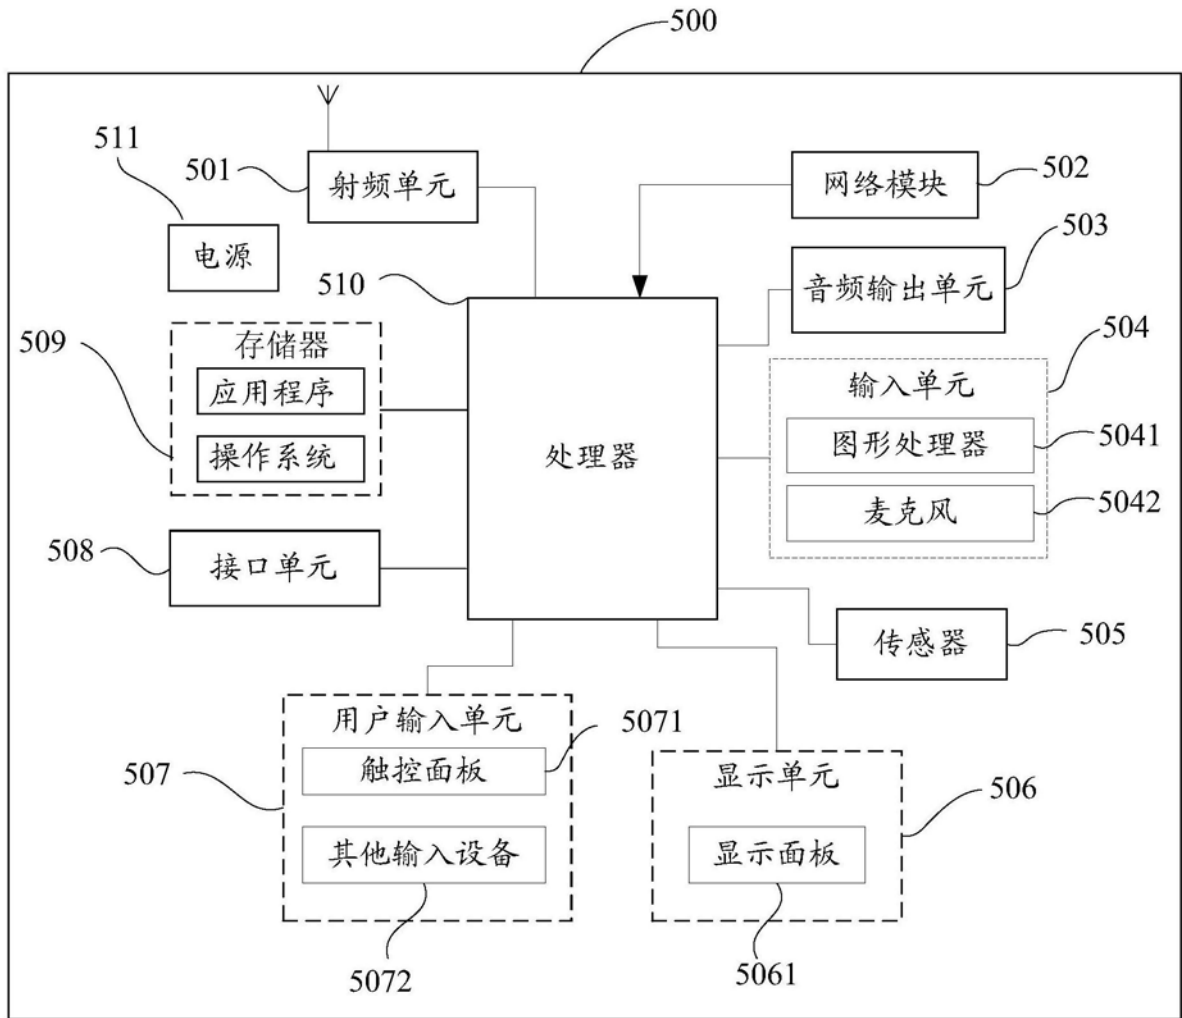 500
511
501
射频单元
网络模块
502
电源
510
音频输出单元
503
509
存储器
应用程序
操作系统
处理器
504
输入单元
图形处理器
5041
麦克风
5042
508
接口单元
传感器
505
507
用户输入单元
5071
触控面板
其他输入设备
5072
显示单元
506
显示面板
5061